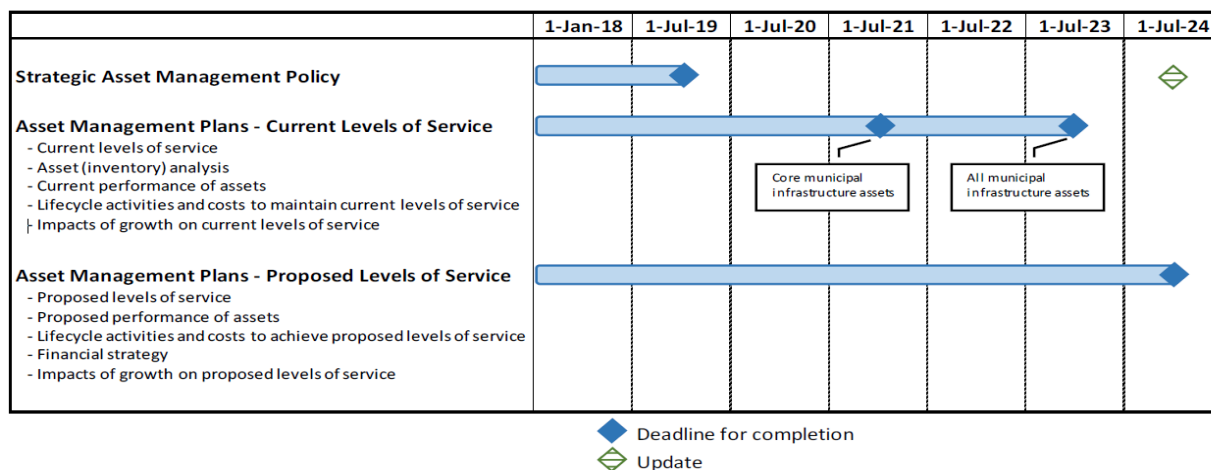 1-Jan-18 1-Jul-19 1-Jul-20 1-Jul-21 1-Jul-22 1-Jul-23 1-Jul-24
Strategic Asset Management Policy
Asset Management Plans - Current Levels of Service
- Current levels of service
- Asset (inventory) analysis
- Current performance of assets
- Lifecycle activities and costs to maintain current levels of service
- Impacts of growth on current levels of service
Core municipal
infrastructure assets
All municipal
infrastructure assets
Asset Management Plans - Proposed Levels of Service
- Proposed levels of service
- Proposed performance of assets
- Lifecycle activities and costs to achieve proposed levels of service
- Financial strategy
- Impacts of growth on proposed levels of service
Deadline for completion
Update